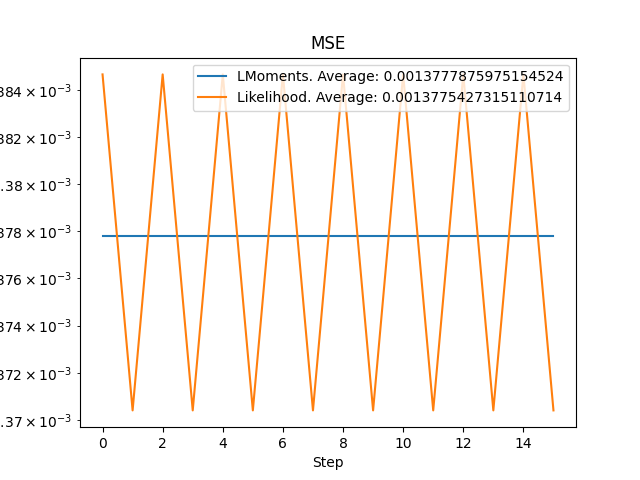 MSE
LMoments. Average: 0.0013777875975154524
Likelihood. Average: 0.0013775427315110714
384 × 10⁻³
382 × 10⁻³
.38 × 10⁻³
378 × 10⁻³
376 × 10⁻³
374 × 10⁻³
372 × 10⁻³
.37 × 10⁻³
0 2 4 6 8 10 12 14
Step